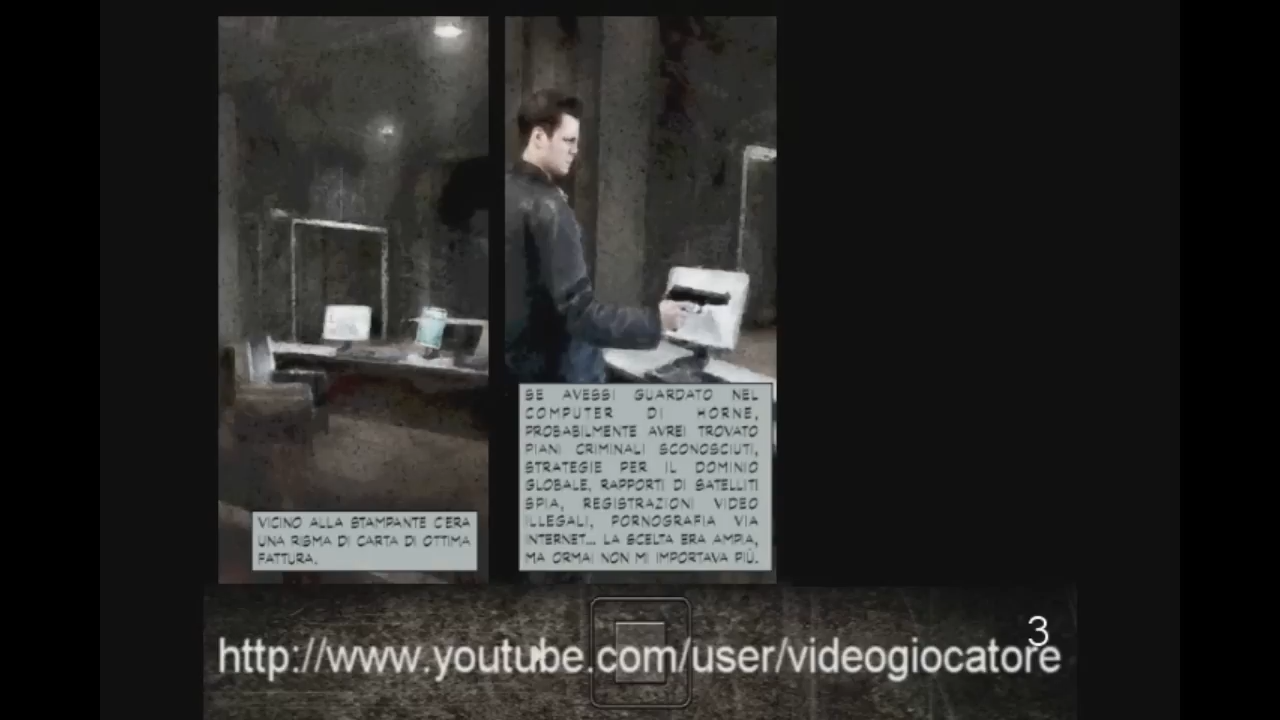 VICINO ALLA STAMPANTE C'ERA
UNA RISMA DI CARTA DI OTTIMA
FATTURA.
SE AVESSI GUARDATO NEL
COMPUTER DI HORNE,
PROBABILMENTE AVREI TROVATO
PIANI CRIMINALI SCONOSCIUTI,
STRATEGIE PER IL DOMINIO
GLOBALE, RAPPORTI DI SATELLITI
SPIA, REGISTRAZIONI VIDEO
ILLEGALI, PORNOGRAFIA VIA
INTERNET... LA SCELTA ERA AMPIA,
MA ORMAI NON MI IMPORTAVA PIÙ.
3
http://www.youtube.com/user/videogiocatore